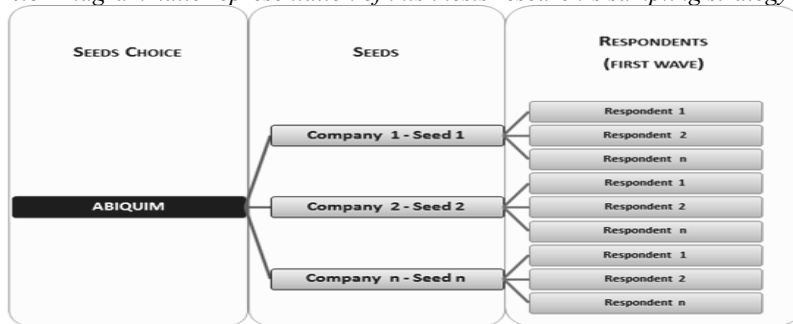 SEEDS CHOICE
SEEDS
RESPONDENTS
(FIRST WAVE)
ABIQUIM
Company 1 - Seed 1
Company 2 - Seed 2
Company n - Seed n
Respondent 1
Respondent 2
Respondent n
Respondent 1
Respondent 2
Respondent n
Respondent 1
Respondent 2
Respondent n